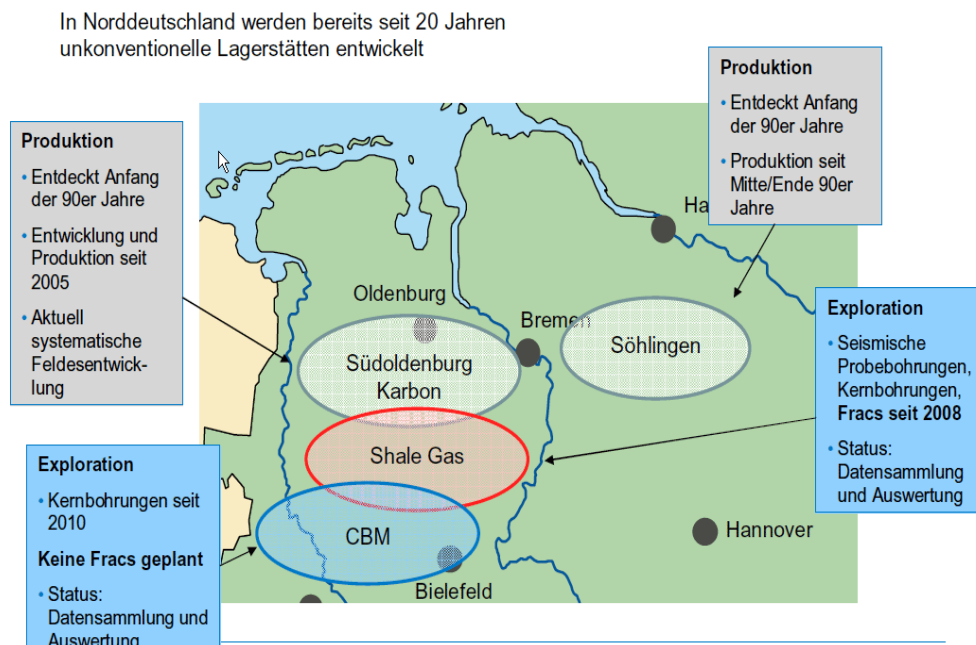 In Norddeutschland werden bereits seit 20 Jahren
unkonventionelle Lagerstätten entwickelt
Produktion
• Entdeckt Anfang
der 90er Jahre
• Produktion seit
Mitte/Ende 90er
Jahre
Produktion
• Entdeckt Anfang
der 90er Jahre
• Entwicklung und
Produktion seit
2005
• Aktuell
systematische
Feldesentwick-
lung
Ha
Oldenburg
Bremen
Söhlingen
Südoldenburg
Karbon
Shale Gas
CBM
Bielefeld
Hannover
Exploration
• Seismische
Probebohrungen,
Kernbohrungen,
Fracs seit 2008
• Status:
Datensammlung
und Auswertung
Exploration
• Kernbohrungen seit
2010
Keine Fracs geplant
• Status:
Datensammlung und
Auswertung